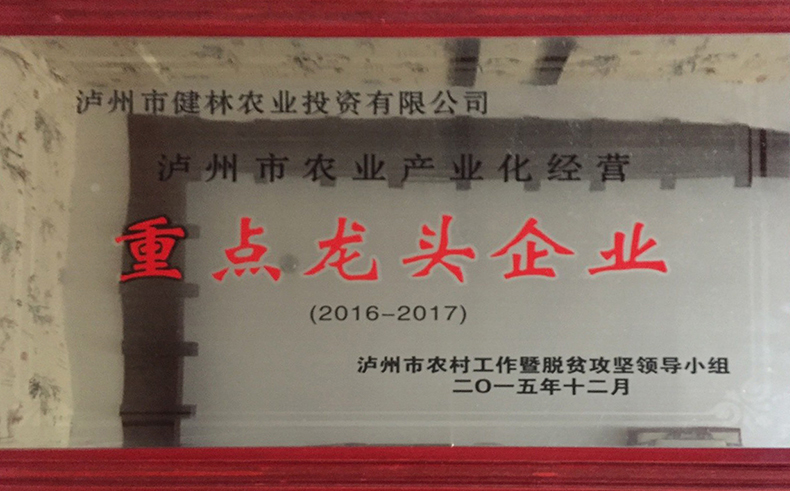 泸州市健林农业投资有限公司
泸州市农业产业化经营
重点龙头企业
(2016-2017)
泸州市农村工作暨脱贫攻坚领导小组
二〇一五年十二月